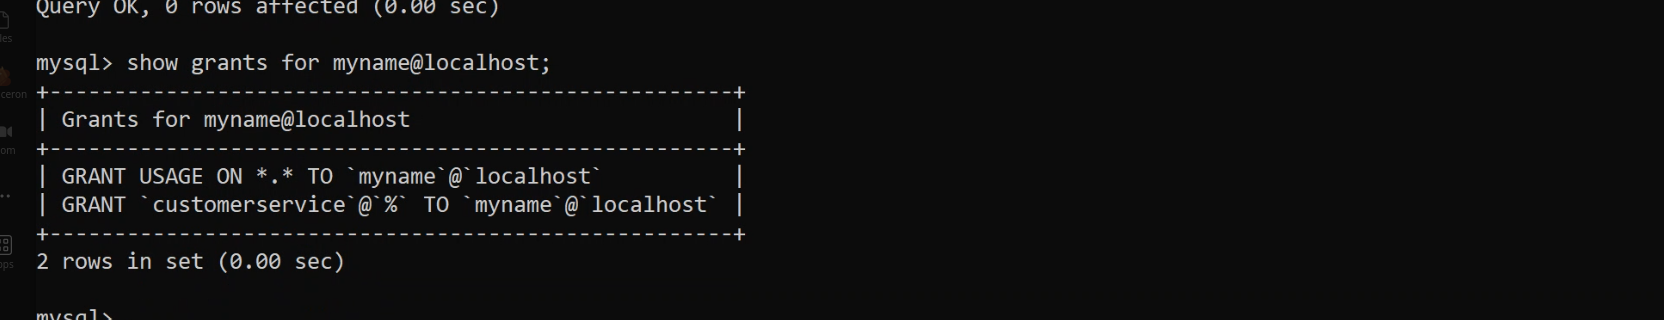 Query OK, 0 rows affected (0.00 sec)
mysql> show grants for myname@localhost;
+-----------------------------------------------------+
| Grants for myname@localhost                         |
+-----------------------------------------------------+
| GRANT USAGE ON *.* TO `myname`@`localhost`          |
| GRANT `customerservice`@`%` TO `myname`@`localhost` |
+-----------------------------------------------------+
2 rows in set (0.00 sec)
mysql>